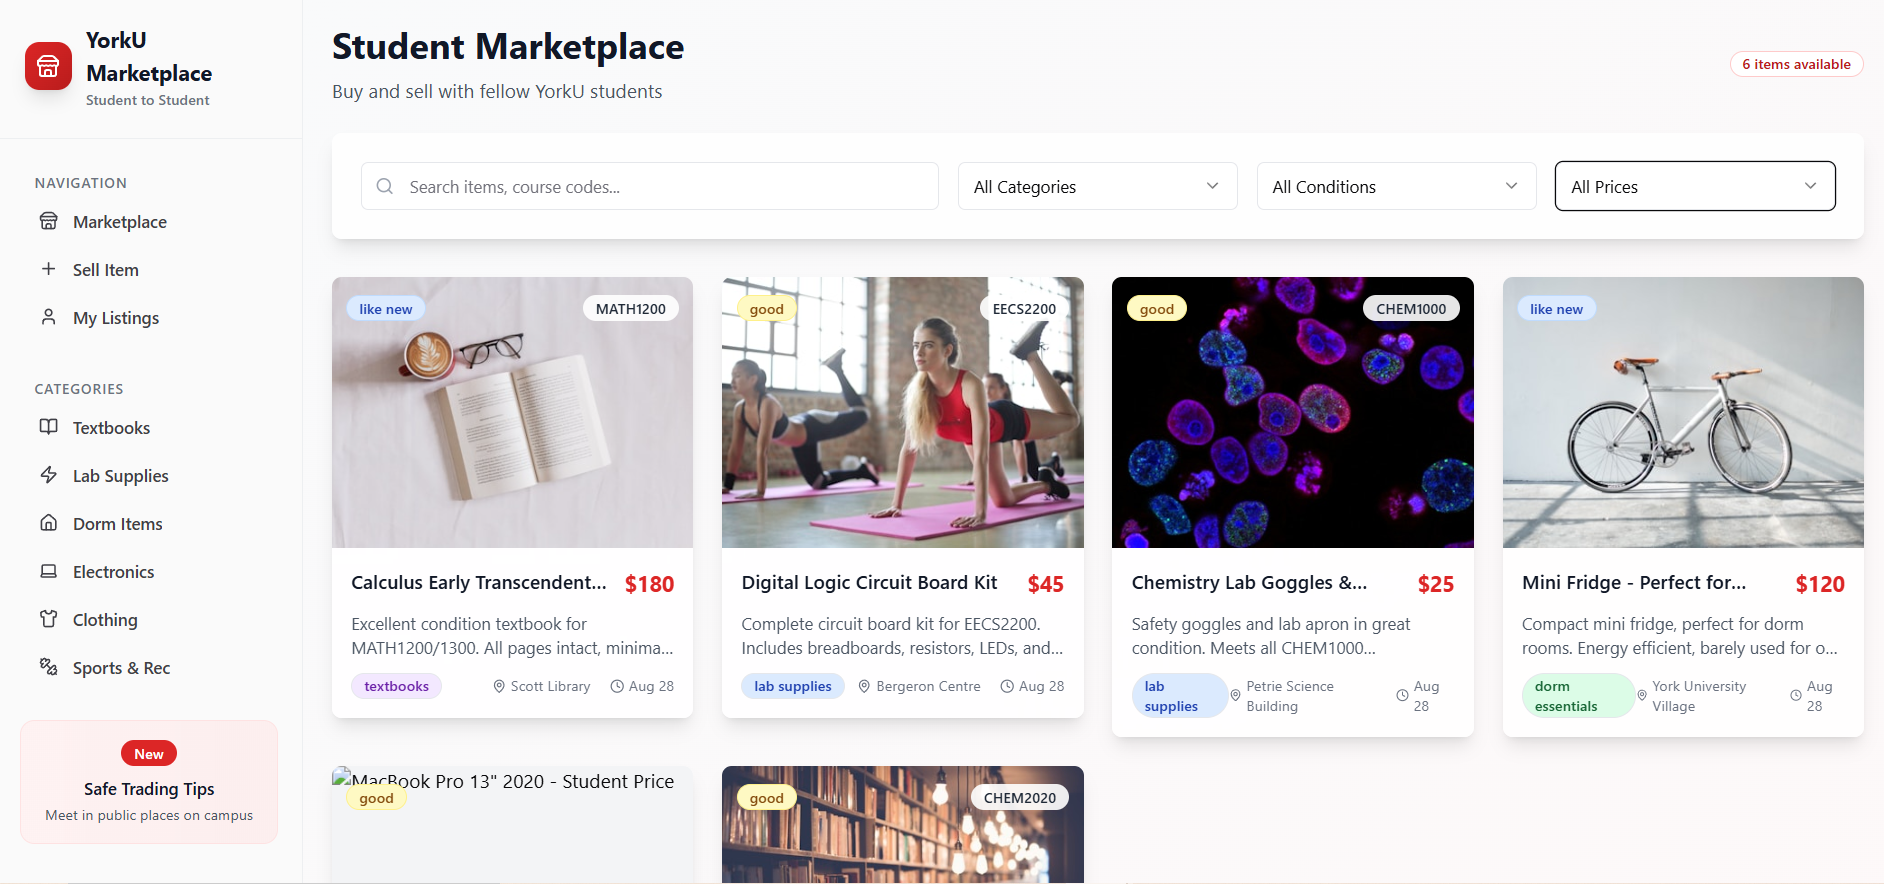 YorkU
Marketplace
Student to Student
NAVIGATION
Marketplace
Sell Item
My Listings
CATEGORIES
Textbooks
Lab Supplies
Dorm Items
Electronics
Clothing
Sports & Rec
New
Safe Trading Tips
Meet in public places on campus
Student Marketplace
Buy and sell with fellow YorkU students
6 items available
Search items, course codes...
All Categories
All Conditions
All Prices
like new
MATH1200
Calculus Early Transcendent...
$180
Excellent condition textbook for
MATH1200/1300. All pages intact, minima...
textbooks
Scott Library
Aug 28
good
EECS2200
Digital Logic Circuit Board Kit
$45
Complete circuit board kit for EECS2200.
Includes breadboards, resistors, LEDs, and...
lab supplies
Bergeron Centre
Aug 28
good
CHEM1000
Chemistry Lab Goggles &...
$25
Safety goggles and lab apron in great
condition. Meets all CHEM1000...
lab
supplies
Petrie Science
Building
Aug
28
like new
Mini Fridge - Perfect for...
$120
Compact mini fridge, perfect for dorm
rooms. Energy efficient, barely used for o...
dorm
essentials
York University
Village
Aug
28
MacBook Pro 13" 2020 - Student Price
good
good
CHEM2020